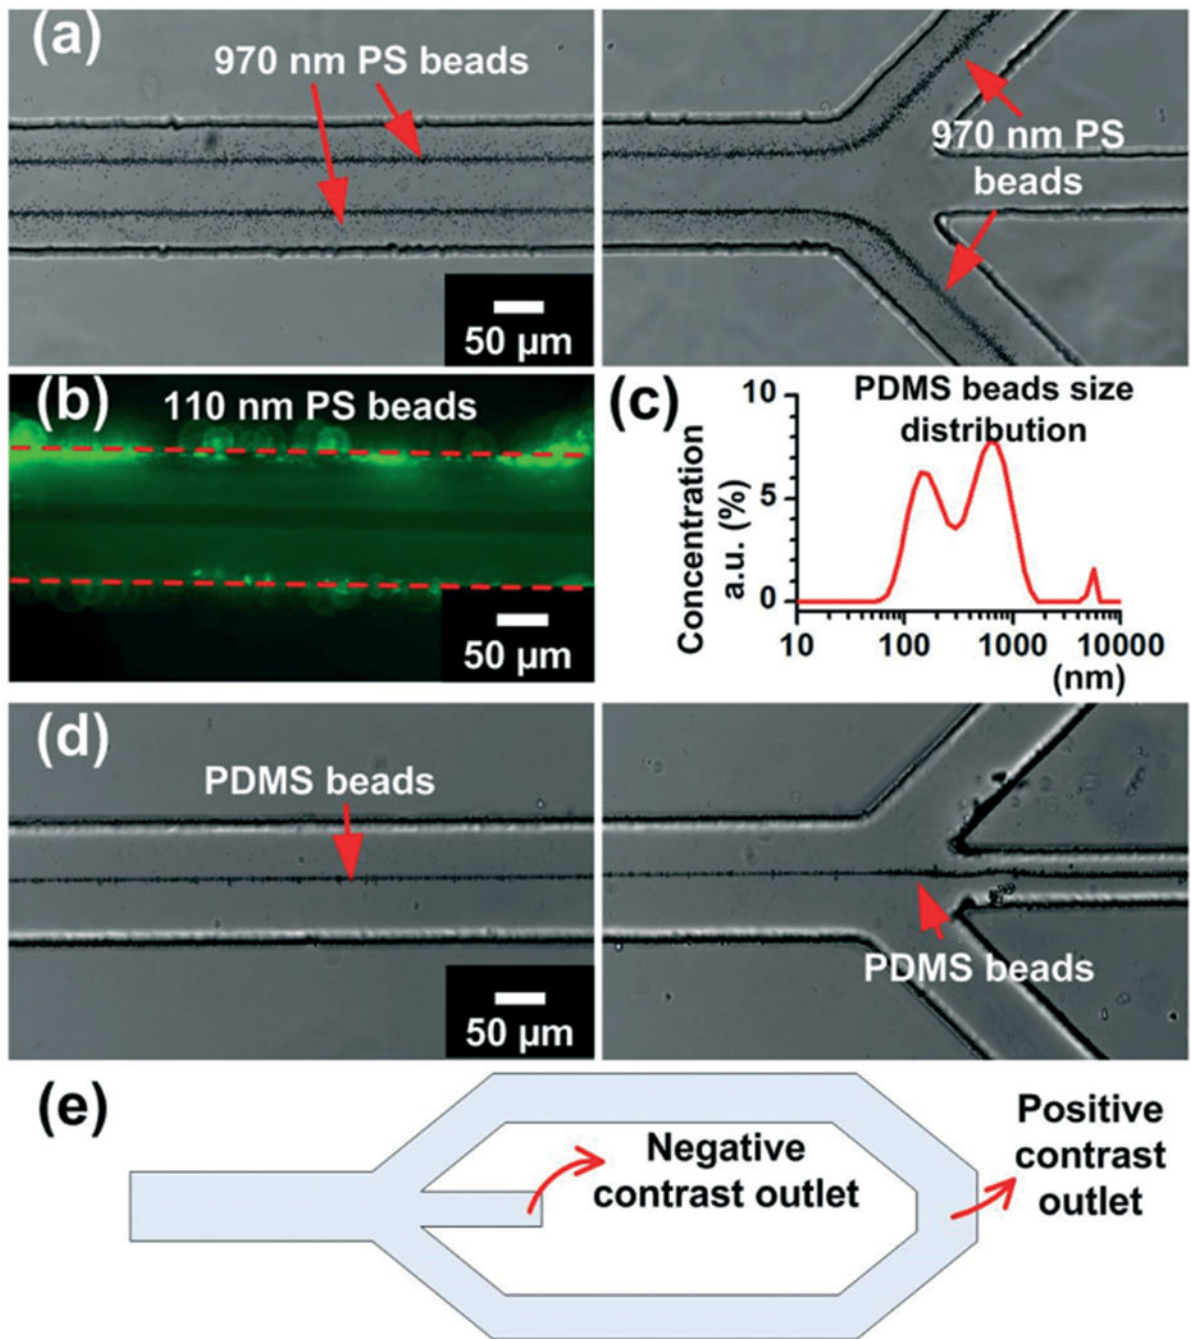 (a)
970 nm PS beads
50 µm
970 nm PS
beads
(b)
110 nm PS beads
50 µm
(c)
PDMS beads size
distribution
Concentration
a.u. (%)
10
5
0
10
100
1000
10000
(nm)
(d)
PDMS beads
50 µm
PDMS beads
(e)
Negative
contrast outlet
Positive
contrast
outlet